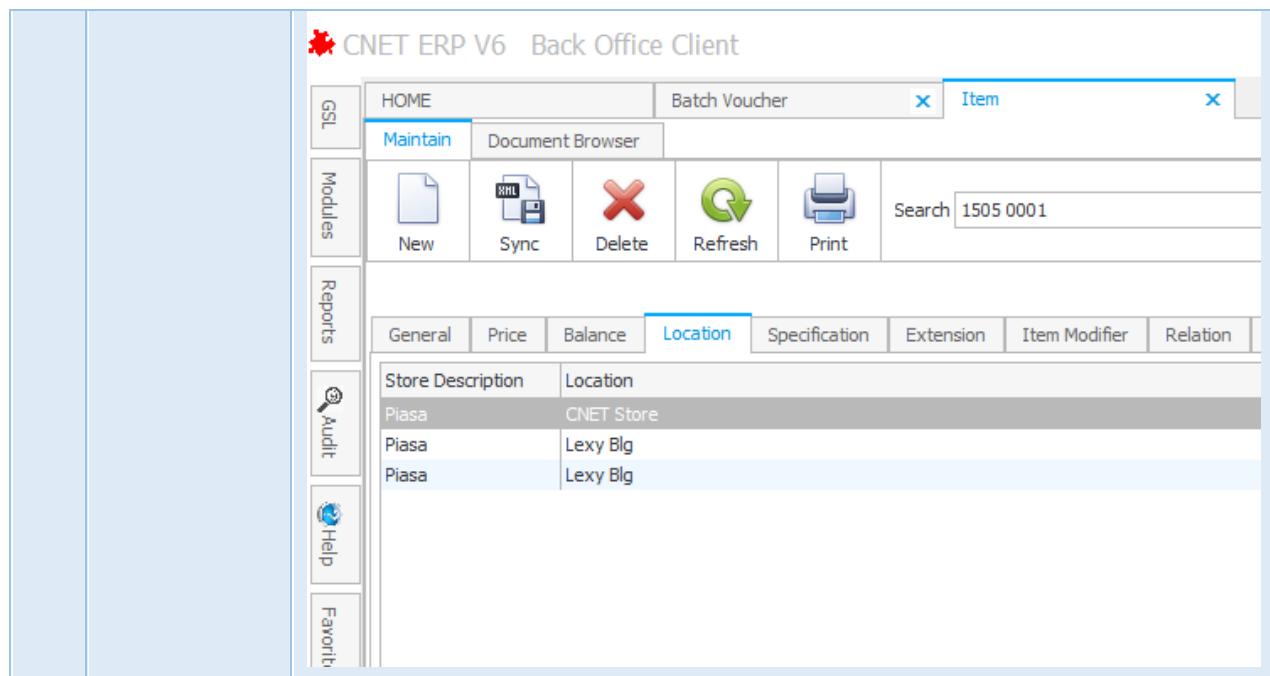 CNET ERP V6 Back Office Client
GSL
Modules
Reports
Audit
Help
Favorit
HOME
Batch Voucher
Item
Maintain
Document Browser
New
Sync
Delete
Refresh
Print
Search 1505 0001
General
Price
Balance
Location
Specification
Extension
Item Modifier
Relation
Store Description Location
Piasa CNET Store
Piasa Lexy Blg
Piasa Lexy Blg